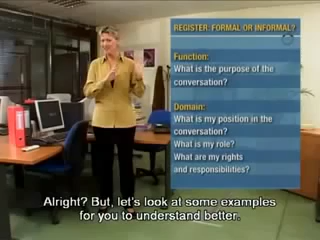 REGISTER: FORMAL OR INFORMAL?
Function:
What is the purpose of the
conversation?
Domain:
What is my position in the
conversation?
What is my role?
What are my rights
and responsibilities?
Alright? But, let's look at some examples
for you to understand better.